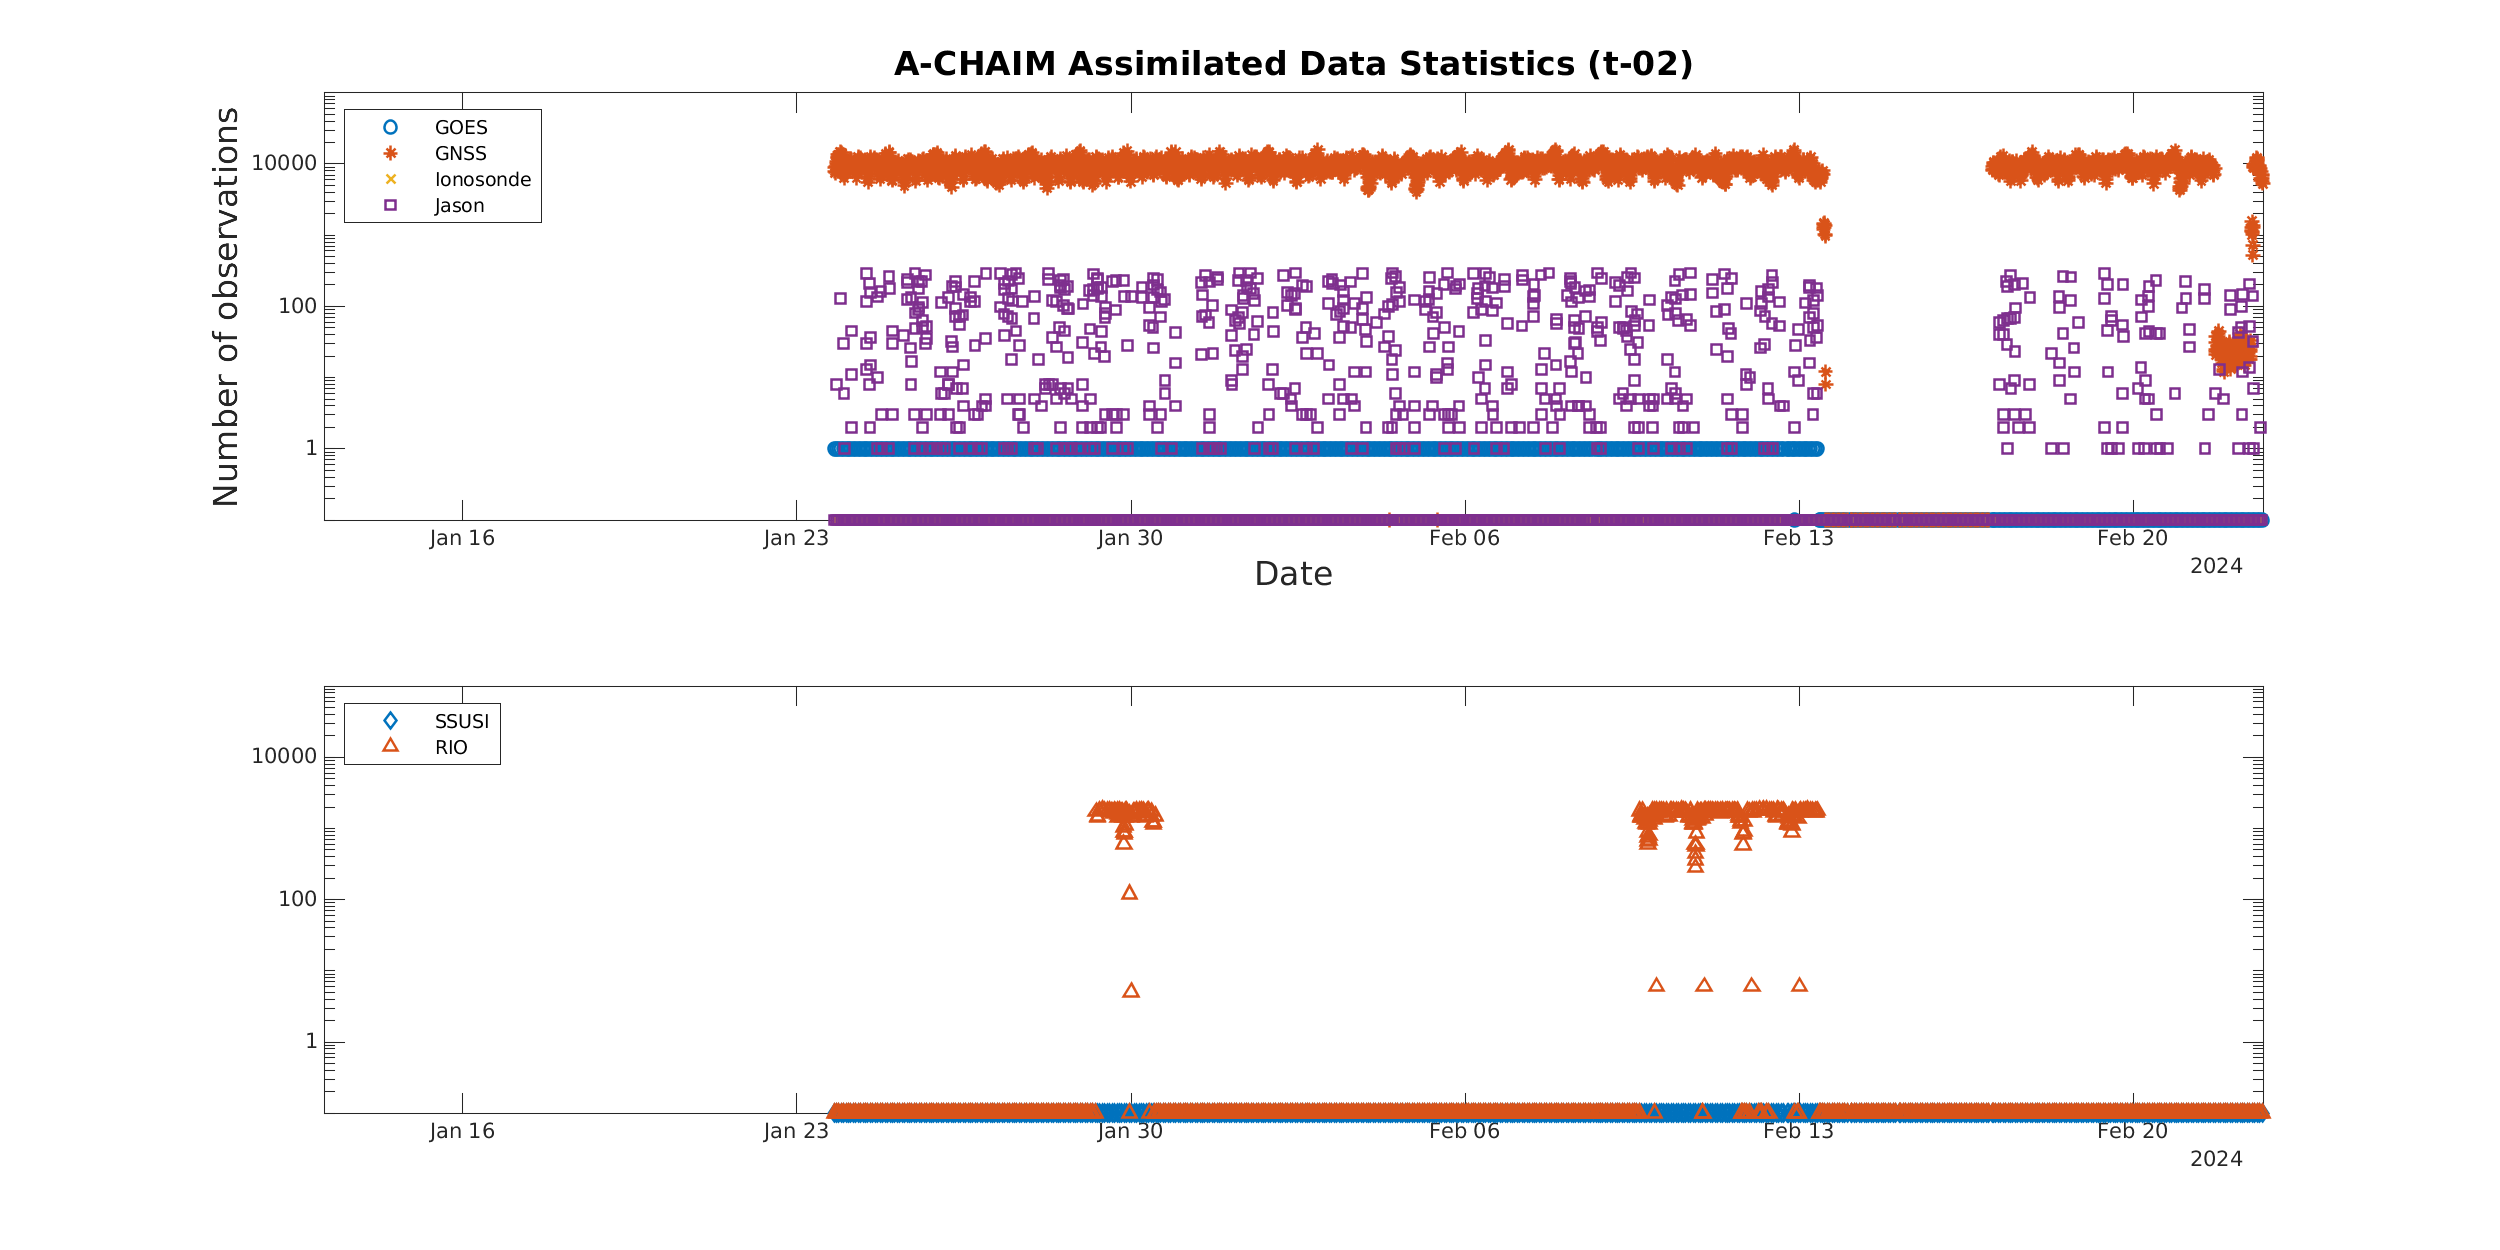 A-CHAIM Assimilated Data Statistics (t-02)
Number of observations
10000
100
1
GOES
GNSS
Ionosonde
Jason
Jan 16
Jan 23
Jan 30
Feb 06
Feb 13
Feb 20
2024
Date
10000
100
1
SSUSI
RIO
Jan 16
Jan 23
Jan 30
Feb 06
Feb 13
Feb 20
2024